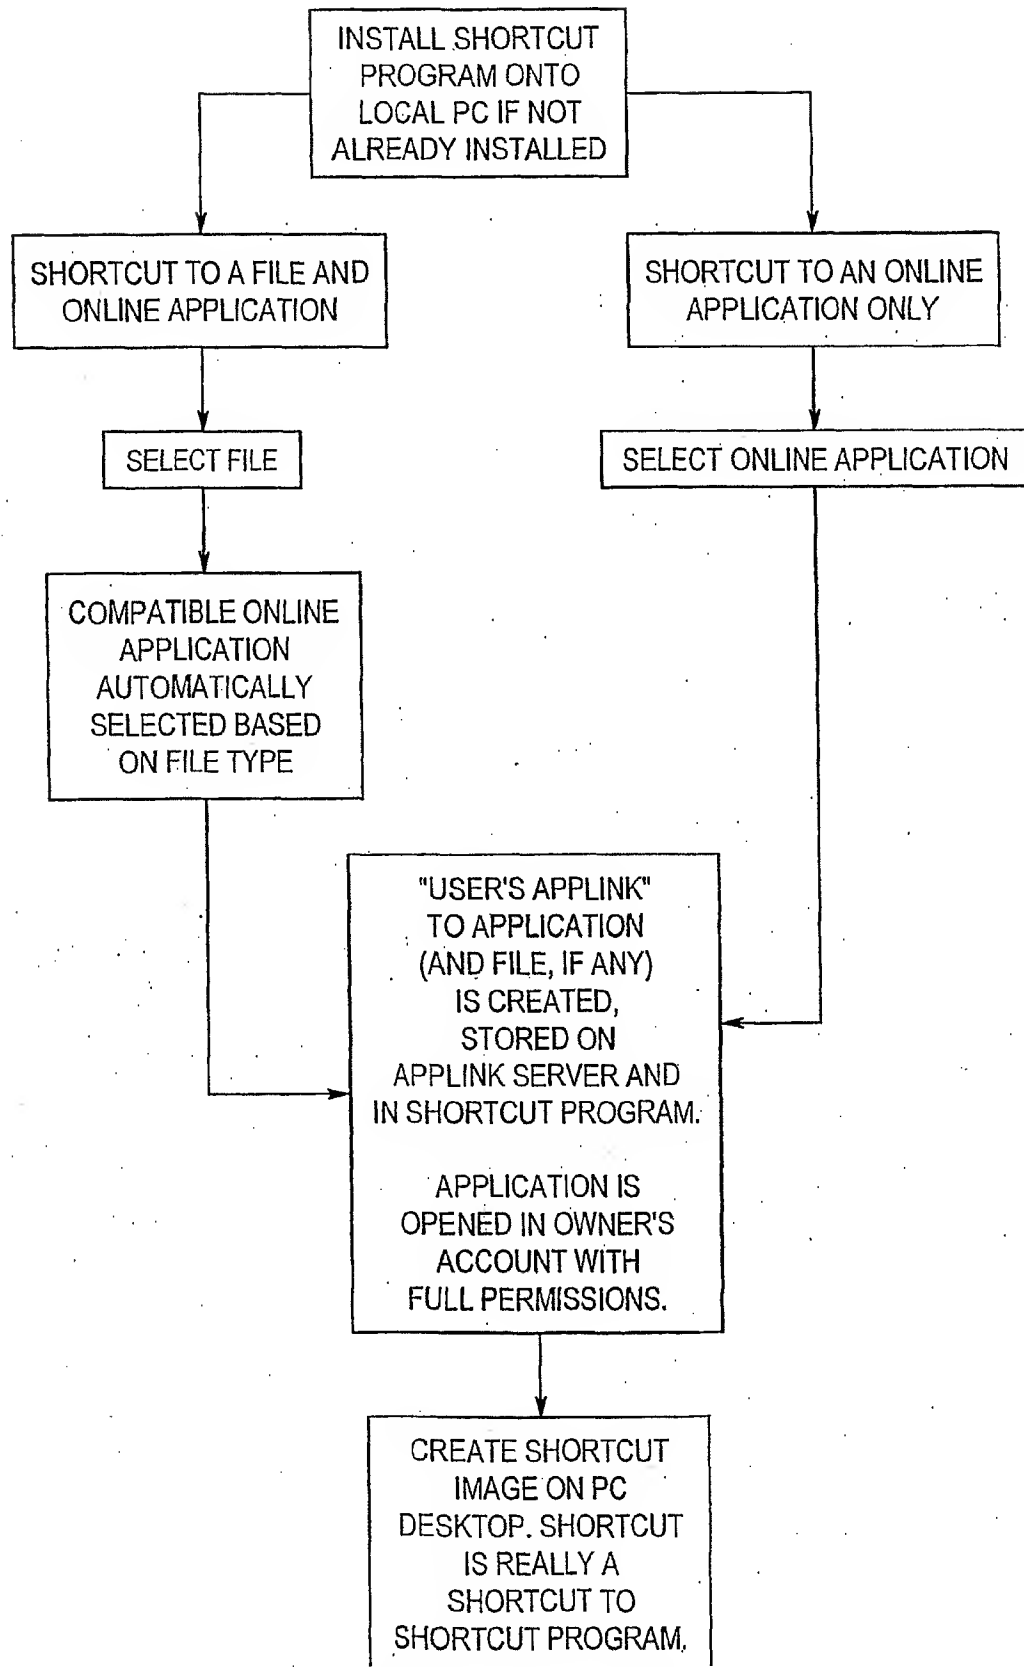 INSTALL SHORTCUT
PROGRAM ONTO
LOCAL PC IF NOT
ALREADY INSTALLED
SHORTCUT TO A FILE AND
ONLINE APPLICATION
SHORTCUT TO AN ONLINE
APPLICATION ONLY
SELECT FILE
SELECT ONLINE APPLICATION
COMPATIBLE ONLINE
APPLICATION
AUTOMATICALLY
SELECTED BASED
ON FILE TYPE
"USER'S APPLINK"
TO APPLICATION
(AND FILE, IF ANY)
IS CREATED,
STORED ON
APPLINK SERVER AND
IN SHORTCUT PROGRAM.
APPLICATION IS
OPENED IN OWNER'S
ACCOUNT WITH
FULL PERMISSIONS.
CREATE SHORTCUT
IMAGE ON PC
DESKTOP. SHORTCUT
IS REALLY A
SHORTCUT TO
SHORTCUT PROGRAM.